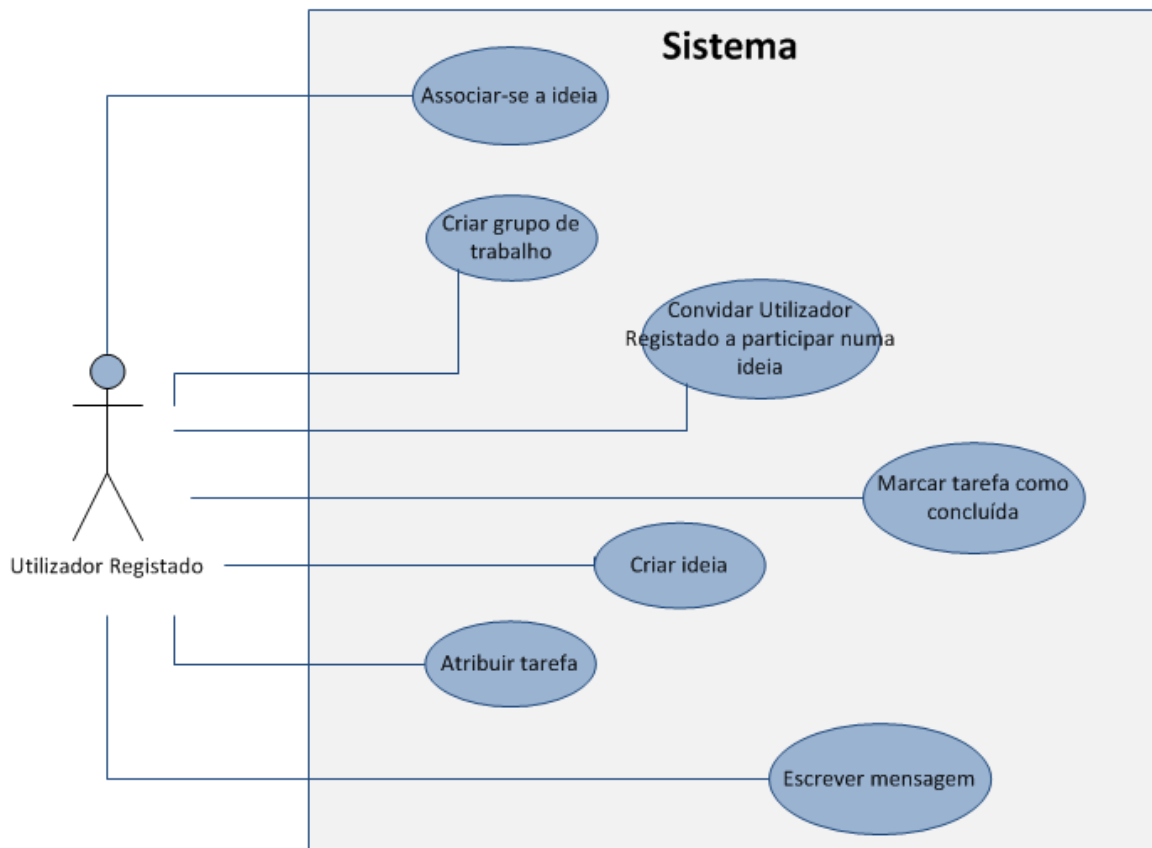 Sistema
Associar-se a ideia
Criar grupo de
trabalho
Convidar Utilizador
Registado a participar numa
ideia
Marcar tarefa como
concluída
Utilizador Registado
Criar ideia
Atribuir tarefa
Escrever mensagem